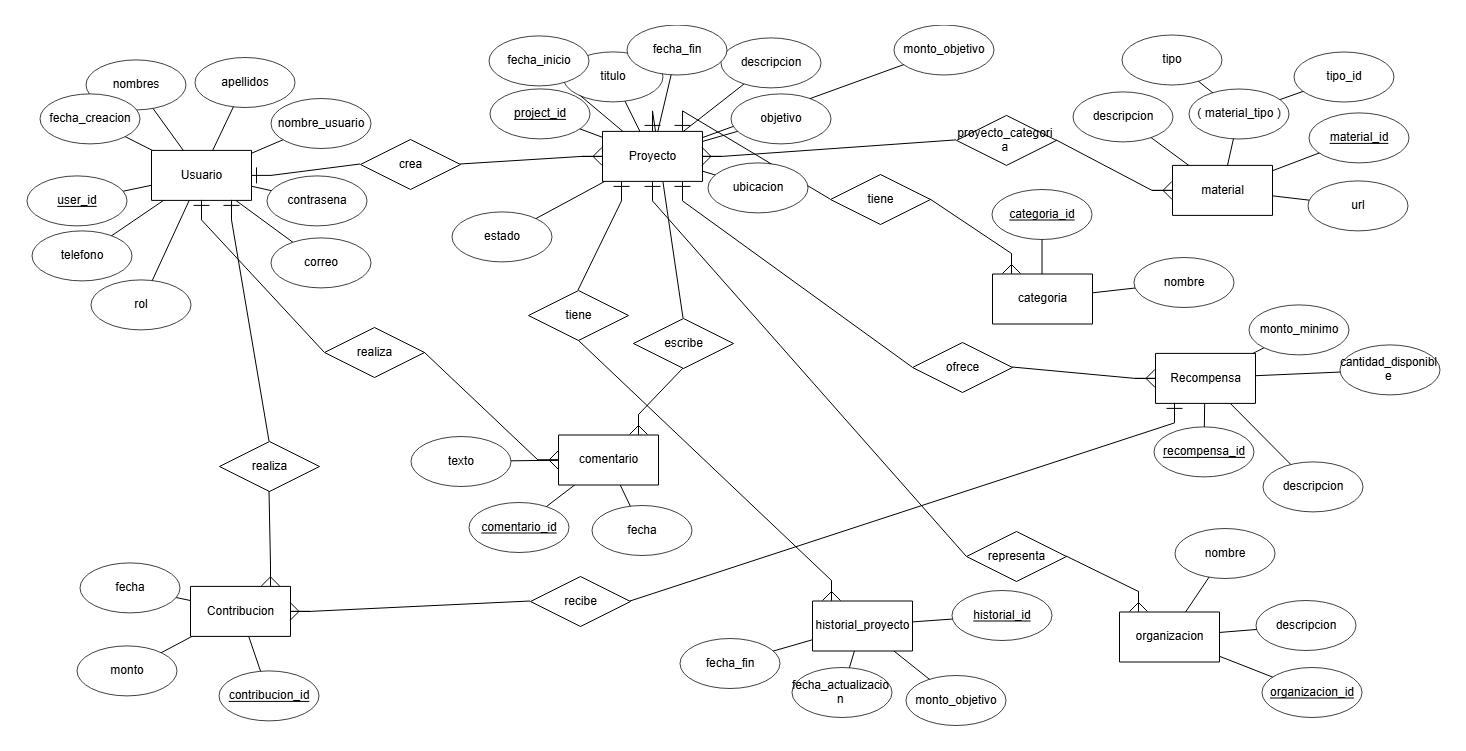 fecha_fin
monto_objetivo
fecha_inicio
titulo
descripcion
tipo
tipo_id
nombres
apellidos
project_id
objetivo
descripcion
( material_tipo )
fecha_creacion
nombre_usuario
proyecto_categori
a
material_id
crea
Proyecto
Usuario
ubicacion
tiene
material
user_id
contrasena
estado
categoria_id
url
telefono
correo
rol
tiene
categoria
nombre
realiza
escribe
ofrece
Recompensa
monto_minimo
cantidad_disponibl
e
texto
comentario
recompensa_id
realiza
comentario_id
fecha
descripcion
representa
nombre
fecha
Contribucion
recibe
historial_proyecto
historial_id
organizacion
descripcion
monto
contribucion_id
fecha_fin
fecha_actualizacio
n
monto_objetivo
organizacion_id